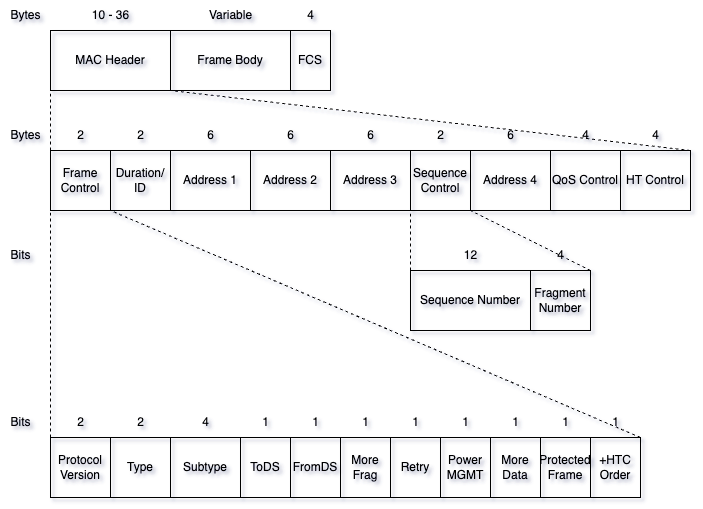 Bytes 10 - 36 Variable 4
MAC Header Frame Body FCS
Bytes 2 2 6 6 6 2 6 4 4
Frame Control Duration/ ID Address 1 Address 2 Address 3 Sequence Control Address 4 QoS Control HT Control
Bits 12 4
Sequence Number Fragment Number
Bits 2 2 4 1 1 1 1 1 1 1 1
Protocol Version Type Subtype ToDS FromDS More Frag Retry Power MGMT More Data Protected Frame +HTC Order